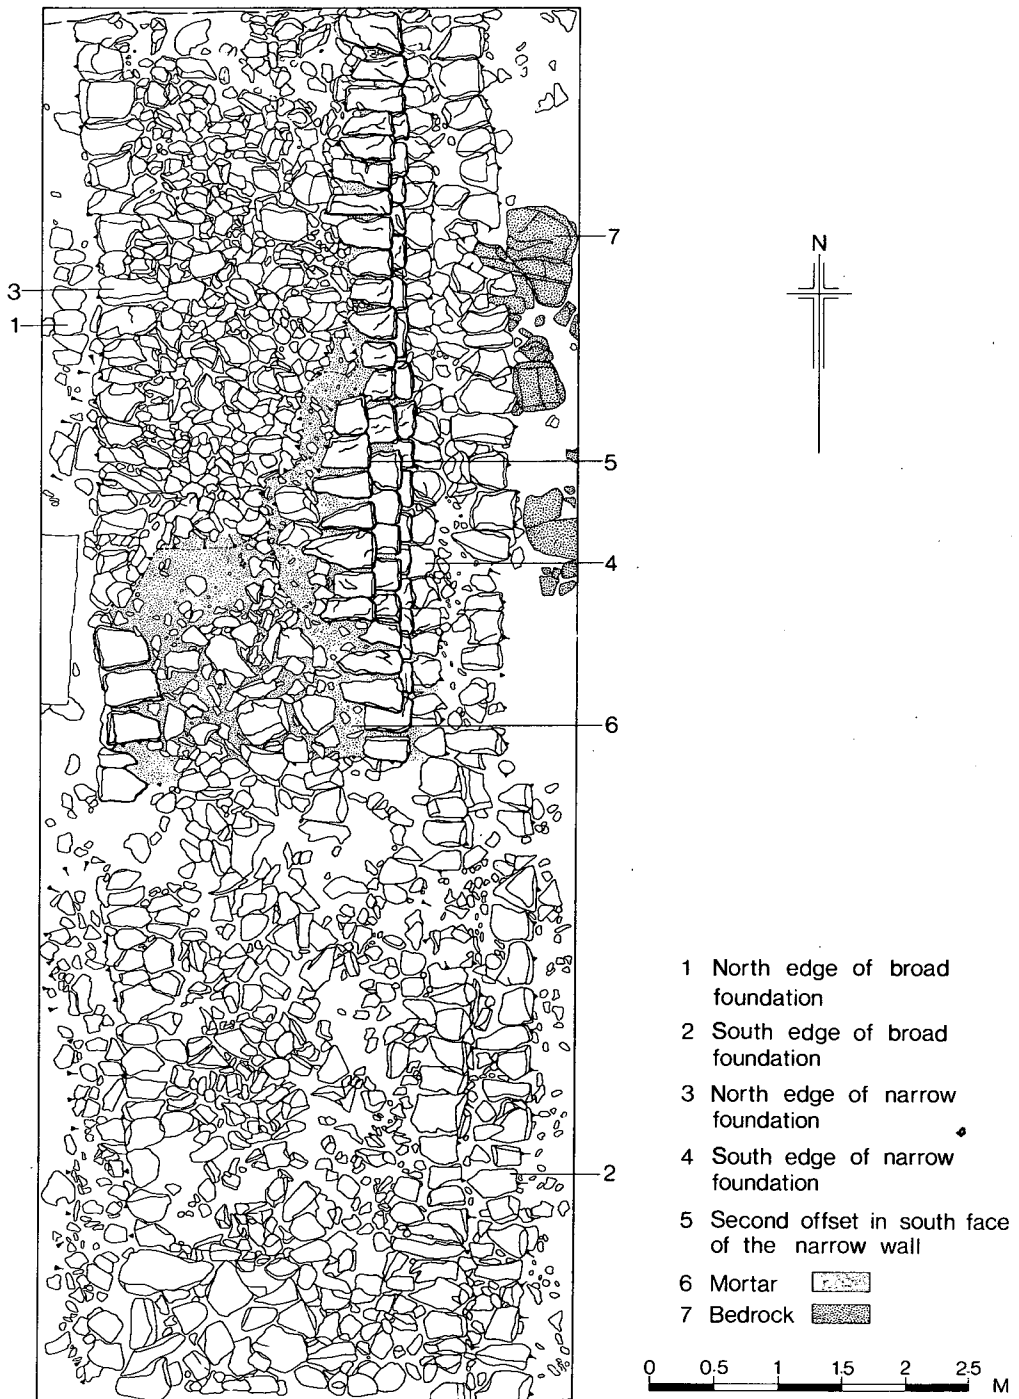 7
N
3
1
5
4
6
2
1 North edge of broad
foundation
2 South edge of broad
foundation
3 North edge of narrow
foundation
4 South edge of narrow
foundation
5 Second offset in south face
of the narrow wall
6 Mortar
7 Bedrock
0 0·5 1 1·5 2 2·5
M